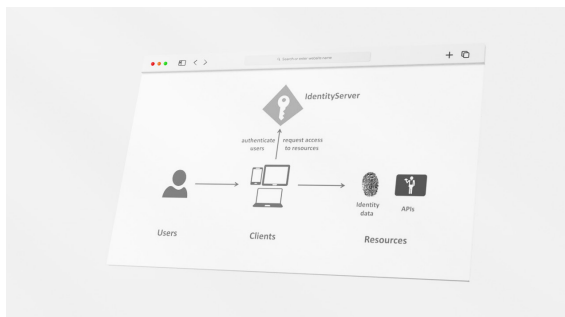 IdentityServer
authenticate
users
request access
to resources
Identity
data
APIs
Users
Clients
Resources